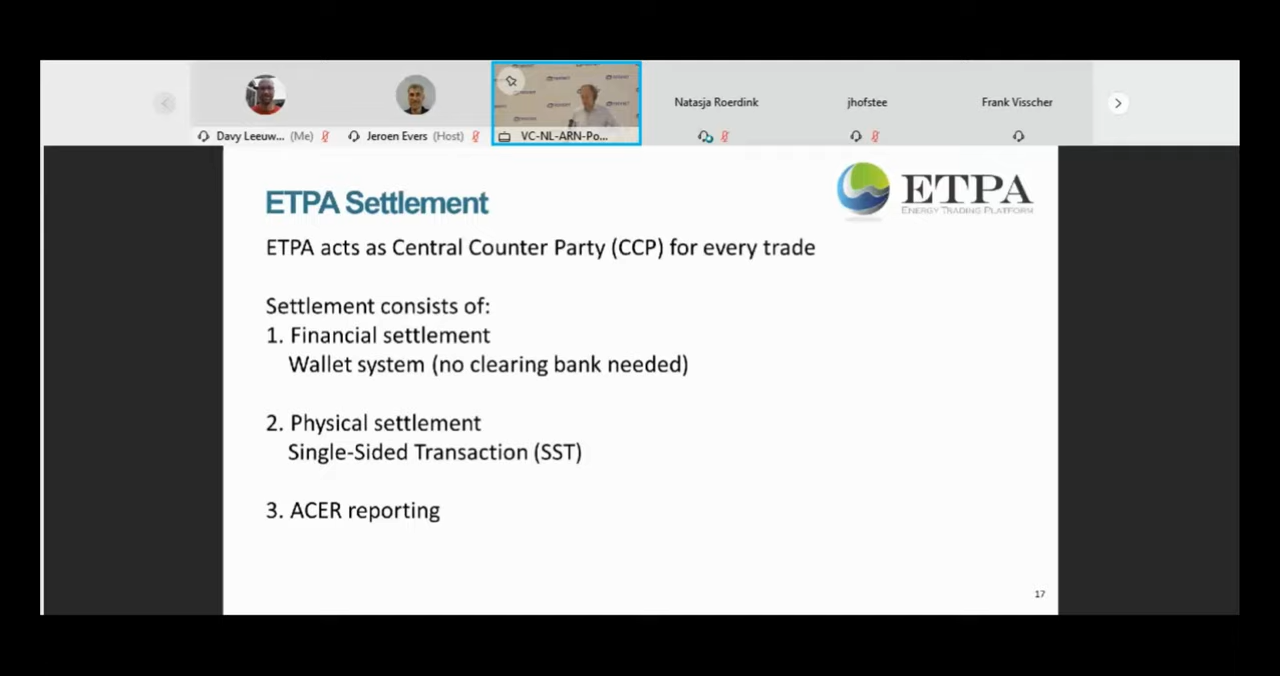 Davy Leeuw... (Me)
Jeroen Evers (Host)
VC-NL-ARN-Po...
Natasja Roerdink
jhofstee
Frank Visscher
ETPA Settlement
ETPA
ENERGY TRADING PLATFORM
ETPA acts as Central Counter Party (CCP) for every trade
Settlement consists of:
1. Financial settlement
Wallet system (no clearing bank needed)
2. Physical settlement
Single-Sided Transaction (SST)
3. ACER reporting
17